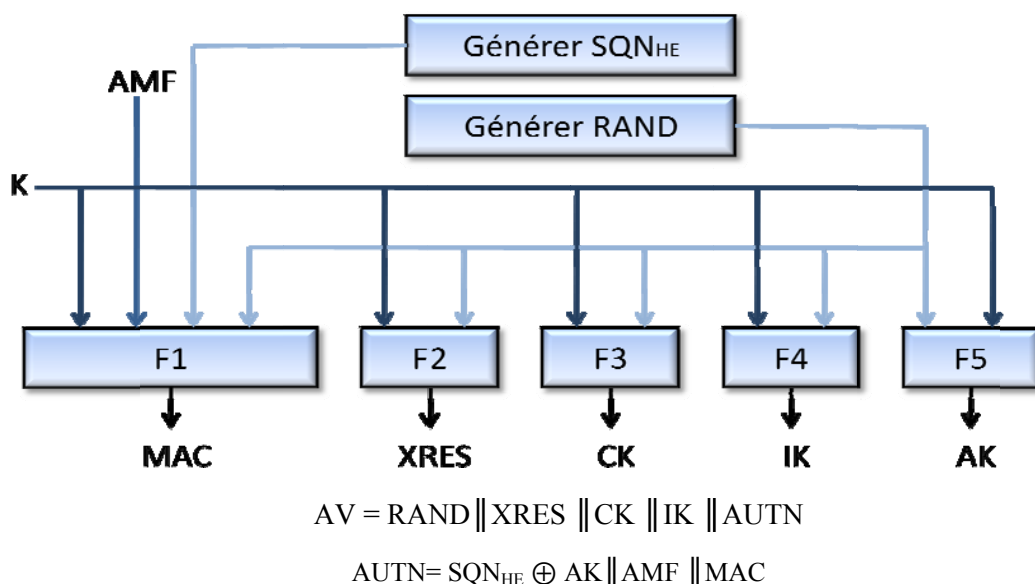 Générer SQNHE
AMF
Générer RAND
K
F1 F2 F3 F4 F5
MAC XRES CK IK AK
AV = RAND‖XRES ‖CK ‖IK ‖AUTN
AUTN= SQNHE ⊕ AK‖AMF ‖MAC